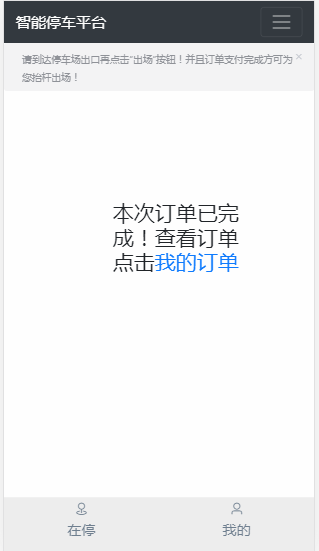 智能停车平台
请到达停车场出口再点击"出场"按钮！并且订单支付完成方可为
您抬杆出场！
本次订单已完
成！查看订单
点击我的订单
在停
我的